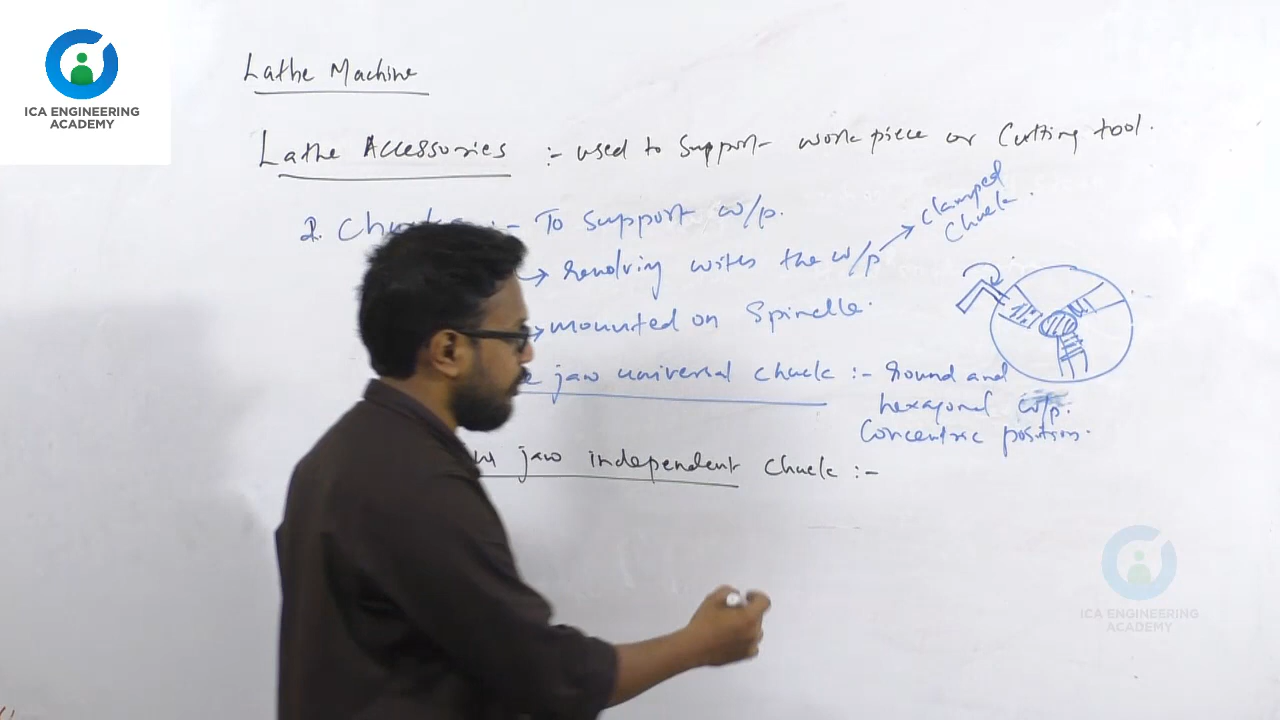 ICA ENGINEERING
ACADEMY
Lathe Machine
Lathe Accessories :- used to support work piece or Cutting tool.
2. Chucks :- To support w/p.
→ revolving with the w/p → clamped
chuck.
→ mounted on Spindle.
jaw universal chuck :- Round and
hexagonal w/p.
Concentric position.
jaw independent chuck :-
ICA ENGINEERING
ACADEMY